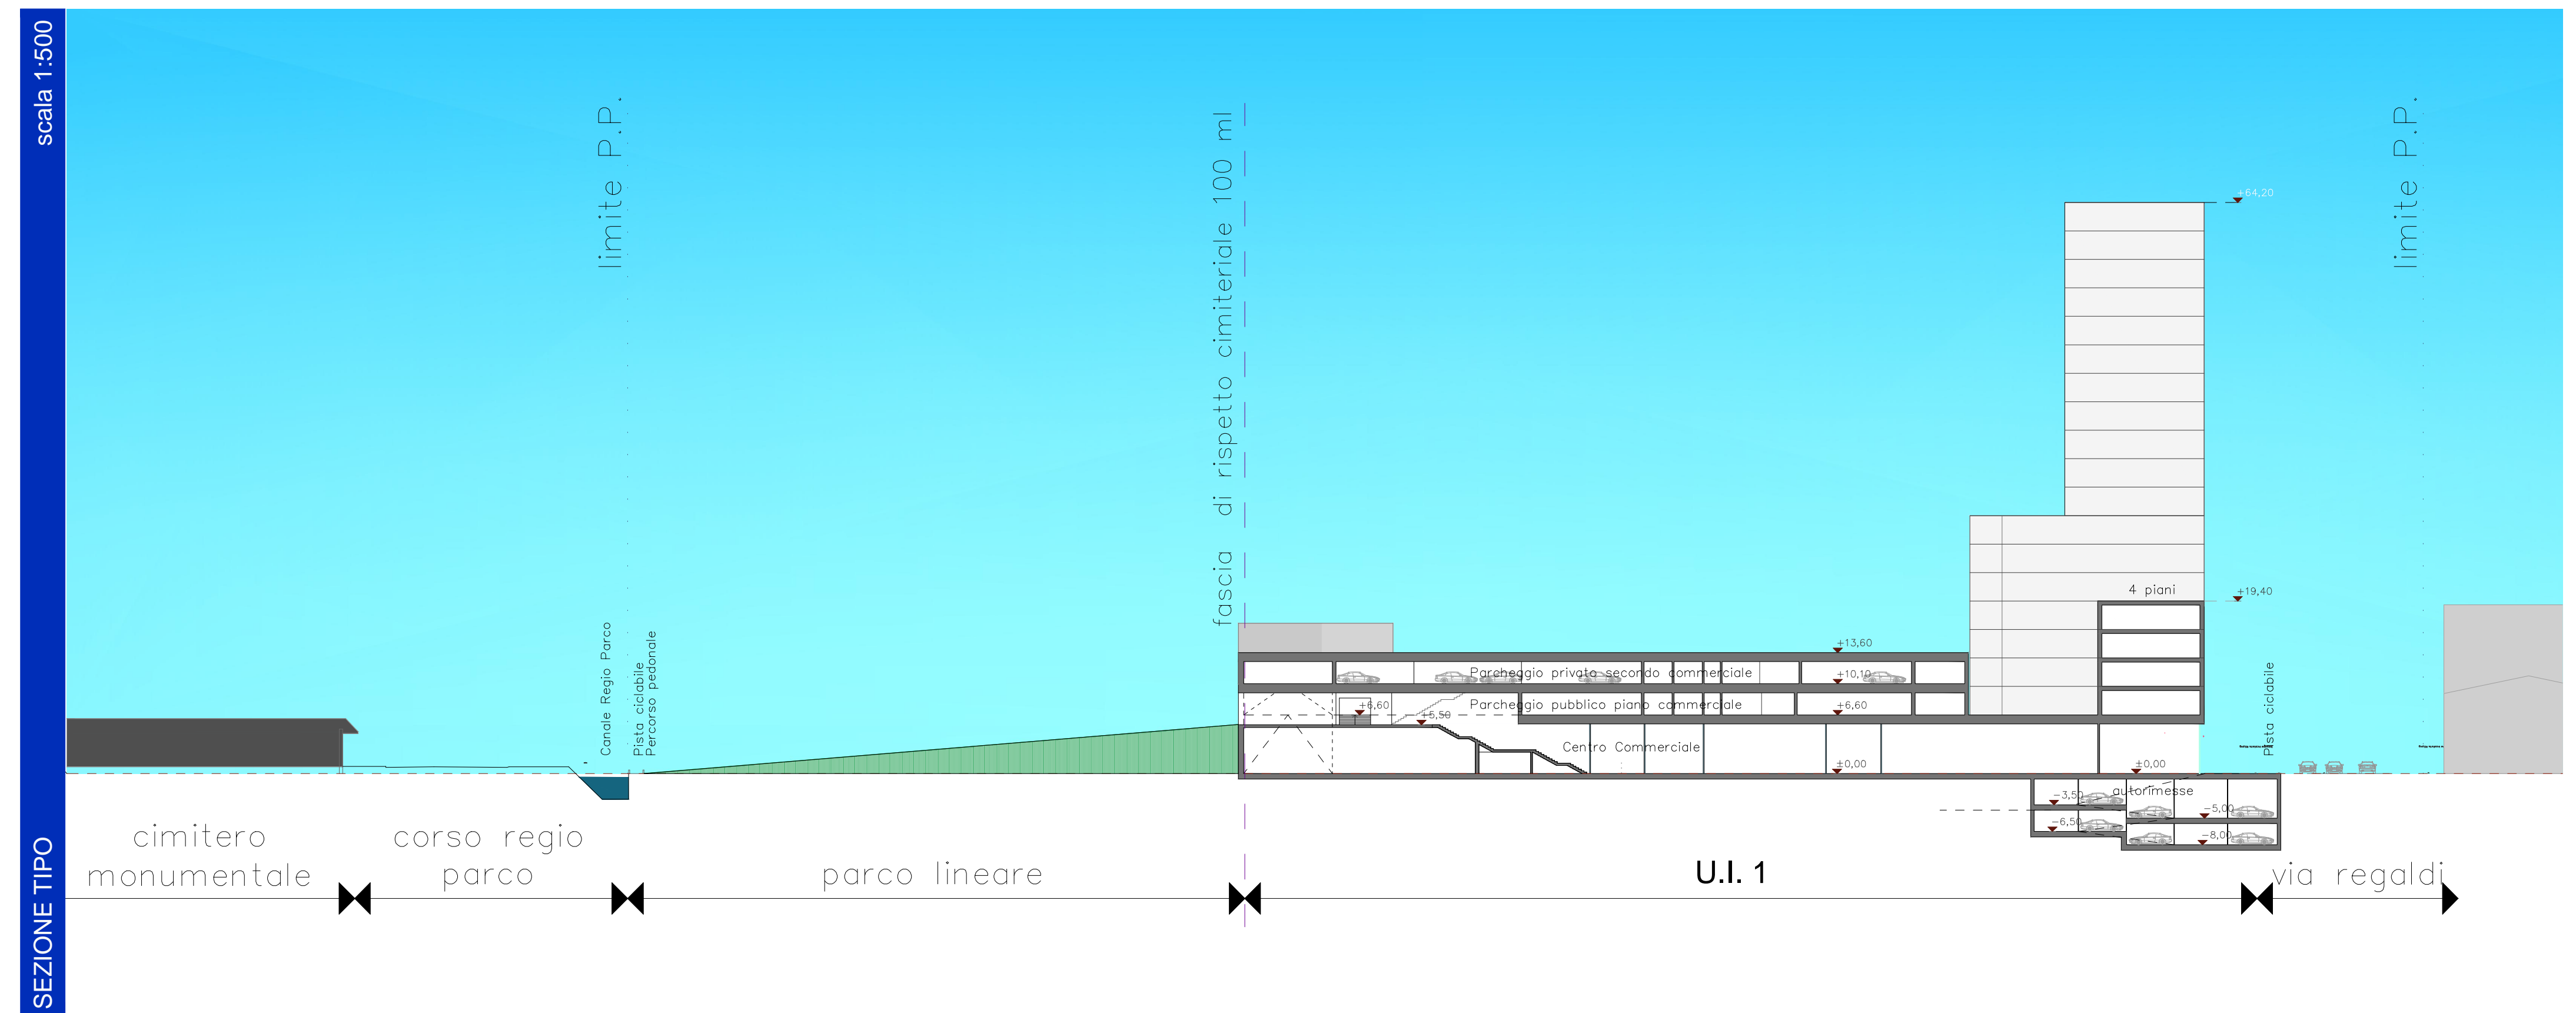 scala 1:500
SEZIONE TIPO
limite P.P.
fascia di rispetto cimiteriale 100 ml
limite P.P.
+64,20
4 piani
+19,40
+13,60
Parcheggio privato secondo commerciale
+10,10
Parcheggio pubblico piano commerciale
+6,60
+6,60
+5,50
Centro Commerciale
±0,00
±0,00
Canale Regio Parco
Pista ciclabile
Percorso pedonale
Pista ciclabile
autorimesse
-3,50
-5,00
-6,50
-8,00
cimitero
monumentale
corso regio
parco
parco lineare
U.I. 1
via regaldi